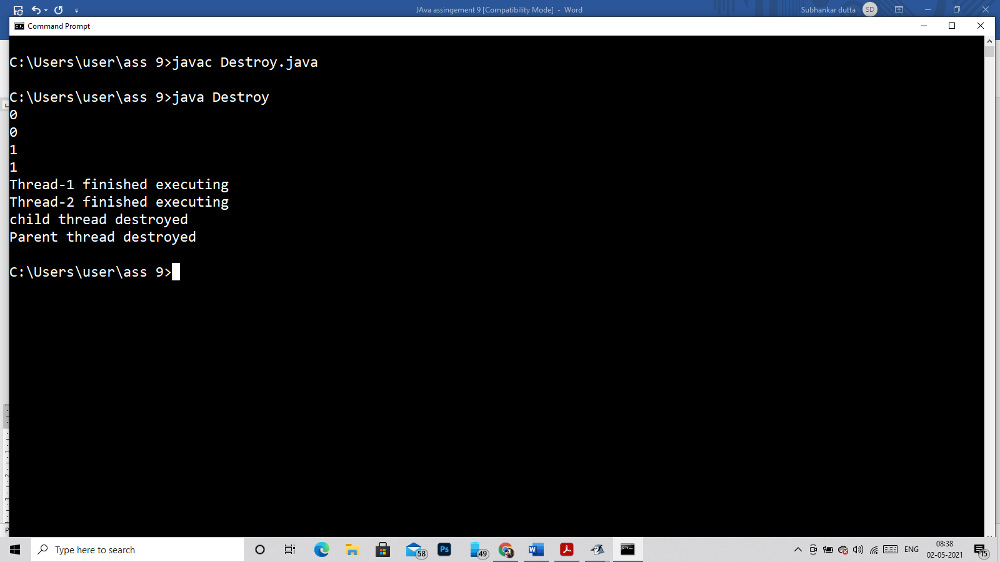 JAva assingement 9 [Compatibility Mode] - Word
Subhankar dutta SD
Command Prompt
C:\Users\user\ass 9>javac Destroy.java
C:\Users\user\ass 9>java Destroy
0
0
1
1
Thread-1 finished executing
Thread-2 finished executing
child thread destroyed
Parent thread destroyed
C:\Users\user\ass 9>
Type here to search
58
Ps
49
ENG
08:38
02-05-2021
15